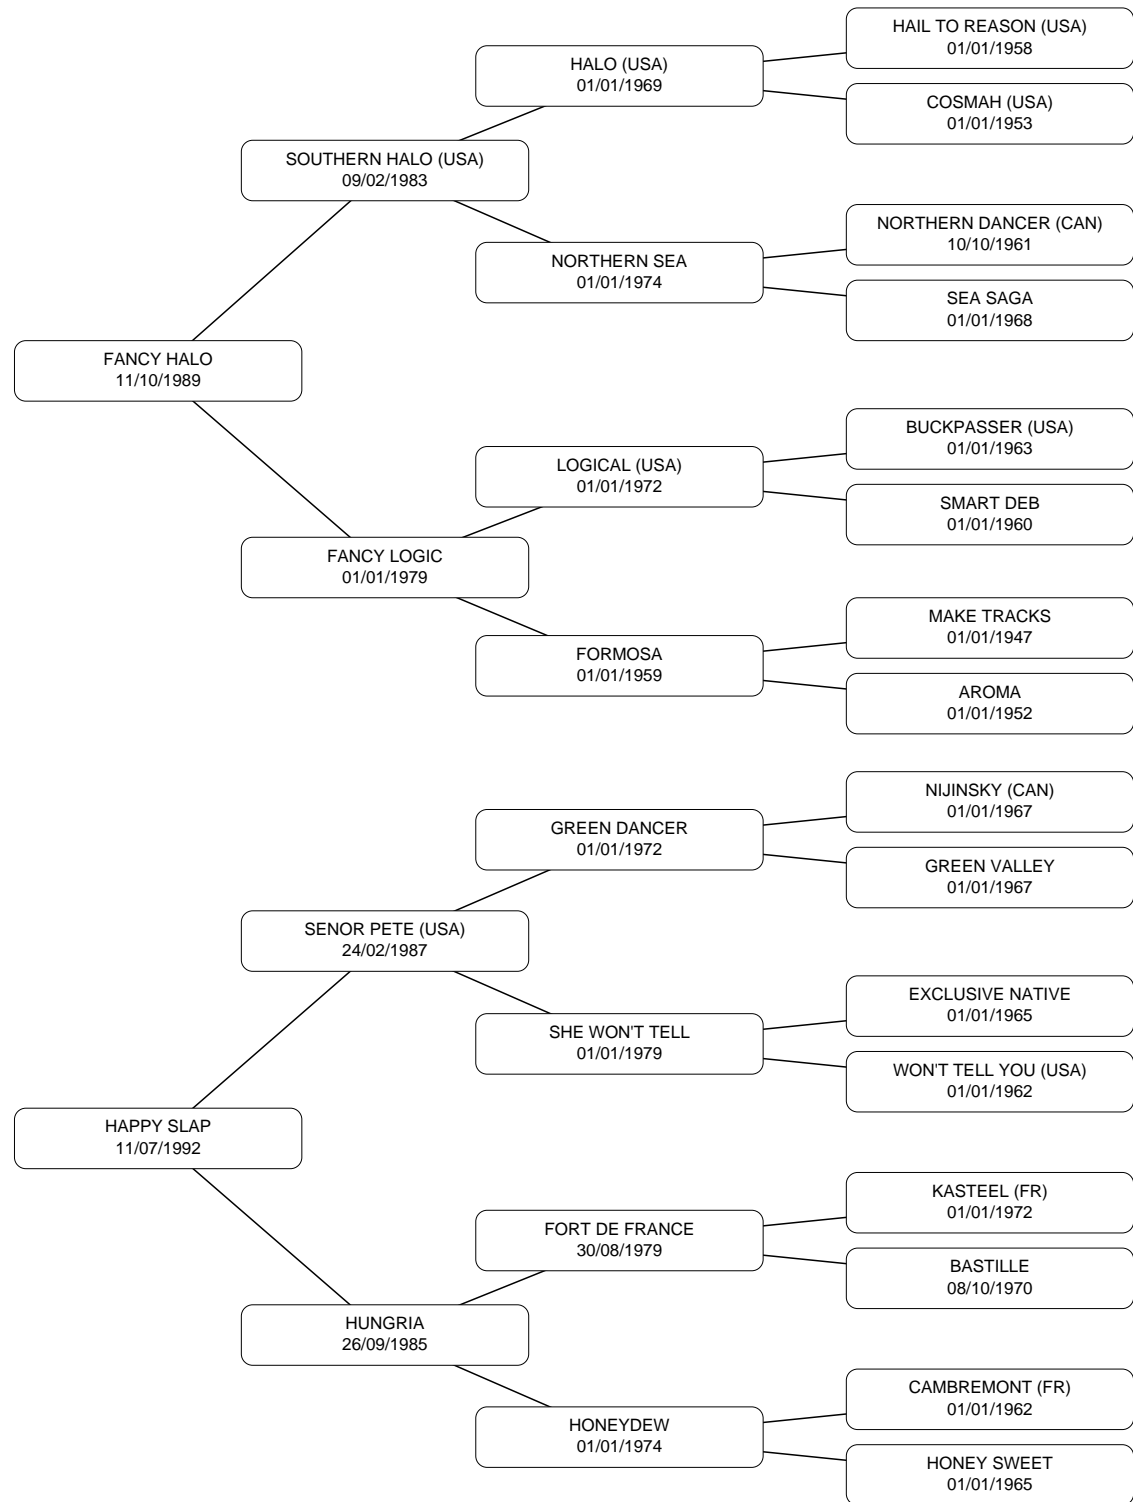 HAIL TO REASON (USA)
01/01/1958
HALO (USA)
01/01/1969
COSMAH (USA)
01/01/1953
SOUTHERN HALO (USA)
09/02/1983
NORTHERN DANCER (CAN)
10/10/1961
NORTHERN SEA
01/01/1974
SEA SAGA
01/01/1968
FANCY HALO
11/10/1989
BUCKPASSER (USA)
01/01/1963
LOGICAL (USA)
01/01/1972
SMART DEB
01/01/1960
FANCY LOGIC
01/01/1979
MAKE TRACKS
01/01/1947
FORMOSA
01/01/1959
AROMA
01/01/1952
NIJINSKY (CAN)
01/01/1967
GREEN DANCER
01/01/1972
GREEN VALLEY
01/01/1967
SENOR PETE (USA)
24/02/1987
EXCLUSIVE NATIVE
01/01/1965
SHE WON'T TELL
01/01/1979
WON'T TELL YOU (USA)
01/01/1962
HAPPY SLAP
11/07/1992
KASTEEL (FR)
01/01/1972
FORT DE FRANCE
30/08/1979
BASTILLE
08/10/1970
HUNGRIA
26/09/1985
CAMBREMONT (FR)
01/01/1962
HONEYDEW
01/01/1974
HONEY SWEET
01/01/1965